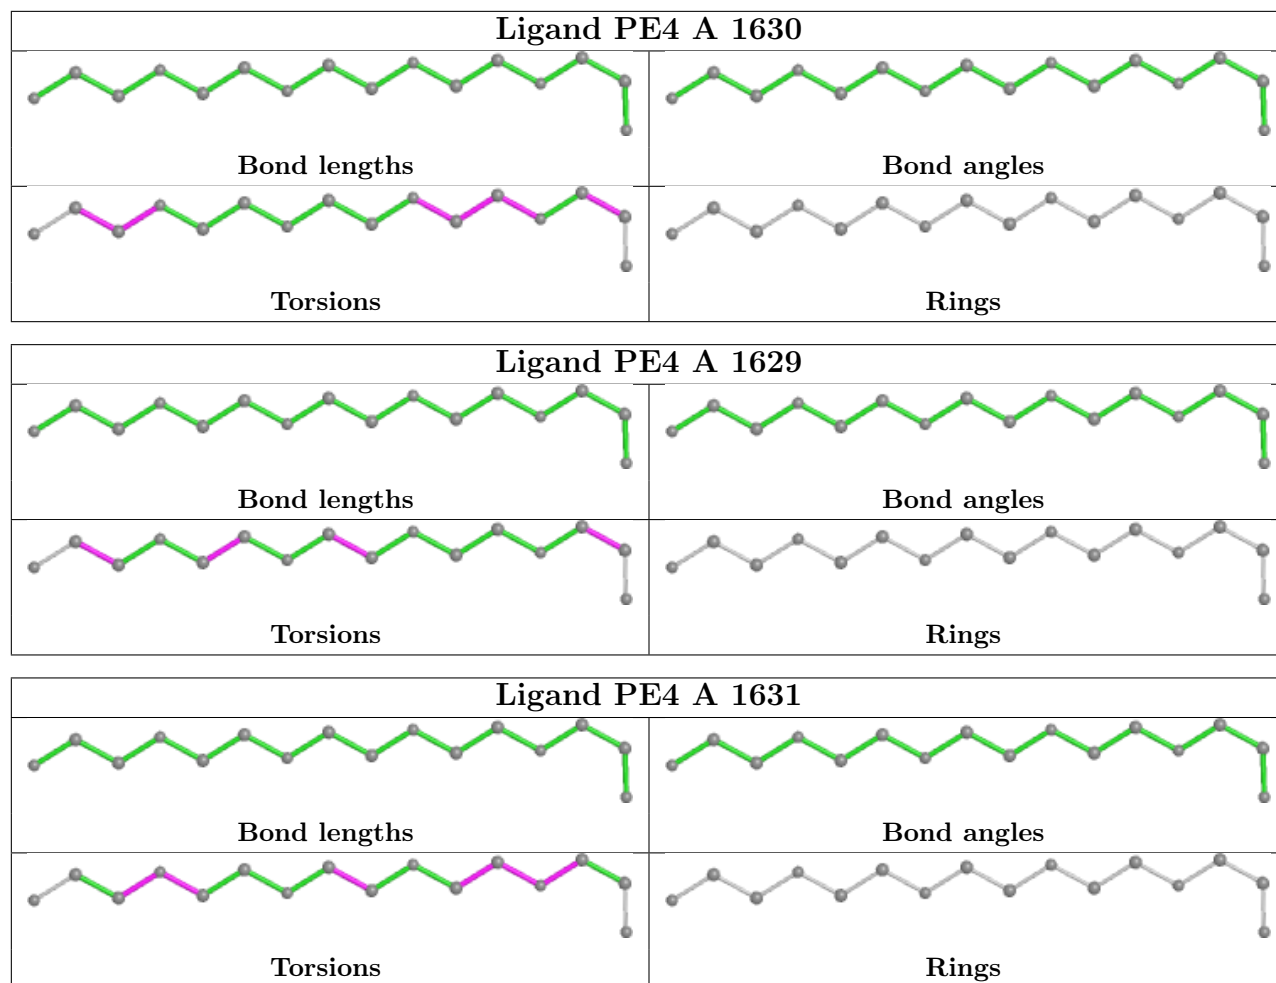 Ligand PE4 A 1630
Bond lengths
Bond angles
Torsions
Rings
Ligand PE4 A 1629
Bond lengths
Bond angles
Torsions
Rings
Ligand PE4 A 1631
Bond lengths
Bond angles
Torsions
Rings